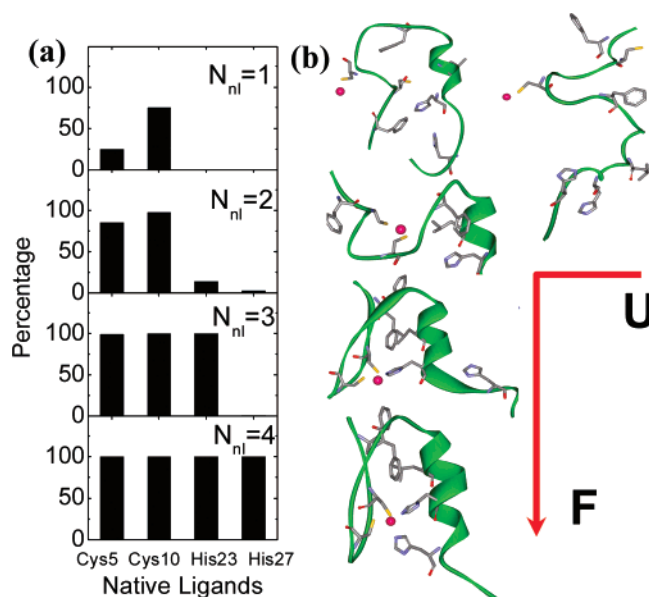 (a)
(b)
Percentage
100
50
0
N_nl=1
100
50
0
N_nl=2
100
50
0
N_nl=3
100
50
0
N_nl=4
Cys5 Cys10 His23 His27
Native Ligands
U
F